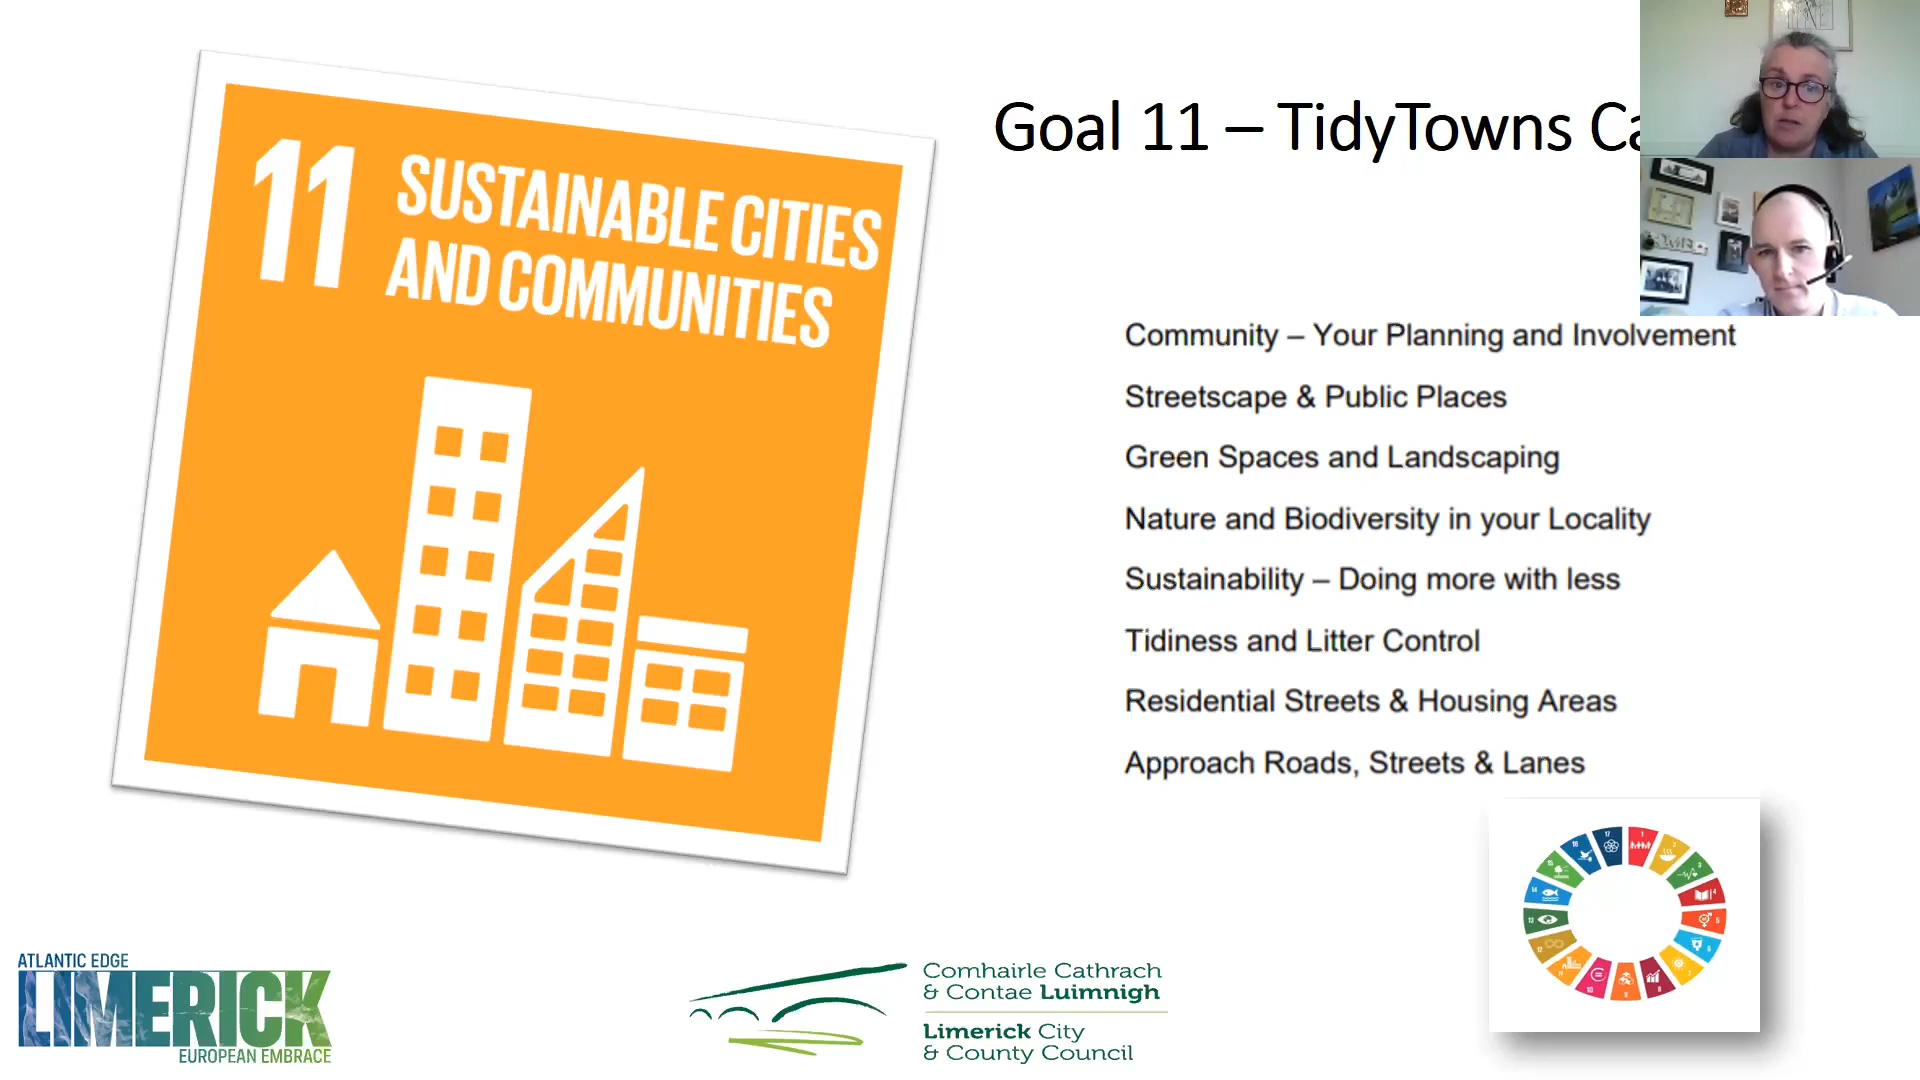 Goal 11 – TidyTowns Ca
11
SUSTAINABLE CITIES
AND COMMUNITIES
Community – Your Planning and Involvement
Streetscape & Public Places
Green Spaces and Landscaping
Nature and Biodiversity in your Locality
Sustainability – Doing more with less
Tidiness and Litter Control
Residential Streets & Housing Areas
Approach Roads, Streets & Lanes
ATLANTIC EDGE
LIMERICK
EUROPEAN EMBRACE
Comhairle Cathrach
& Contae Luimnigh
Limerick City
& County Council